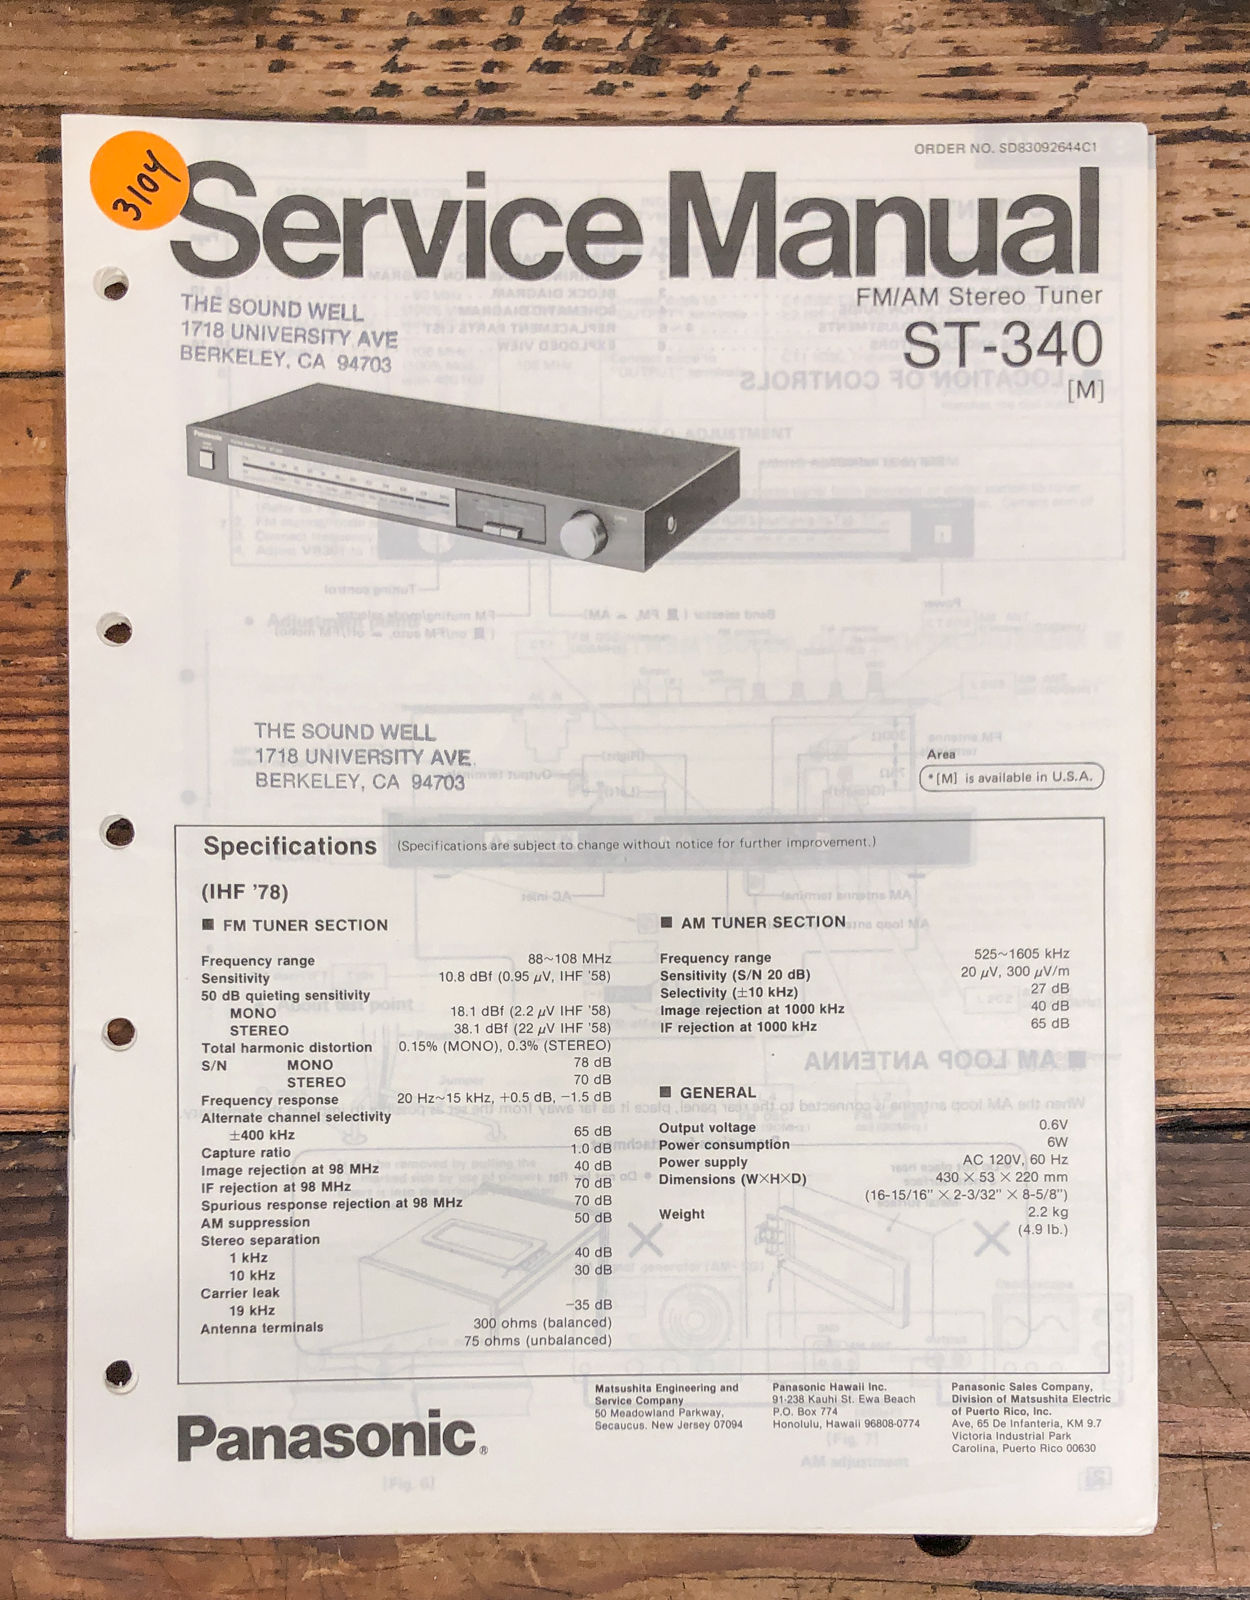 3104
ORDER NO. SD83092644C1
Service Manual
FM/AM Stereo Tuner
ST-340
[M]
THE SOUND WELL
1718 UNIVERSITY AVE
BERKELEY, CA 94703
Panasonic
THE SOUND WELL
1718 UNIVERSITY AVE.
BERKELEY, CA 94703
Area
*[M] is available in U.S.A.
Specifications (Specifications are subject to change without notice for further improvement.)
(IHF '78)
■ FM TUNER SECTION
Frequency range 88~108 MHz
Sensitivity 10.8 dBf (0.95 μV, IHF '58)
50 dB quieting sensitivity
MONO 18.1 dBf (2.2 μV IHF '58)
STEREO 38.1 dBf (22 μV IHF '58)
Total harmonic distortion 0.15% (MONO), 0.3% (STEREO)
S/N MONO 78 dB
STEREO 70 dB
Frequency response 20 Hz~15 kHz, +0.5 dB, −1.5 dB
Alternate channel selectivity
±400 kHz 65 dB
Capture ratio 1.0 dB
Image rejection at 98 MHz 40 dB
IF rejection at 98 MHz 70 dB
Spurious response rejection at 98 MHz 70 dB
AM suppression 50 dB
Stereo separation
1 kHz 40 dB
10 kHz 30 dB
Carrier leak
19 kHz −35 dB
Antenna terminals 300 ohms (balanced)
75 ohms (unbalanced)
■ AM TUNER SECTION
Frequency range 525~1605 kHz
Sensitivity (S/N 20 dB) 20 μV, 300 μV/m
Selectivity (±10 kHz) 27 dB
Image rejection at 1000 kHz 40 dB
IF rejection at 1000 kHz 65 dB
■ GENERAL
Output voltage 0.6V
Power consumption 6W
Power supply AC 120V, 60 Hz
Dimensions (W×H×D) 430 × 53 × 220 mm
(16-15/16" × 2-3/32" × 8-5/8")
Weight 2.2 kg
(4.9 lb.)
Panasonic®
Matsushita Engineering and
Service Company
50 Meadowland Parkway,
Secaucus. New Jersey 07094
Panasonic Hawaii Inc.
91-238 Kauhi St. Ewa Beach
P.O. Box 774
Honolulu, Hawaii 96808-0774
Panasonic Sales Company,
Division of Matsushita Electric
of Puerto Rico, Inc.
Ave, 65 De Infanteria, KM 9.7
Victoria Industrial Park
Carolina, Puerto Rico 00630